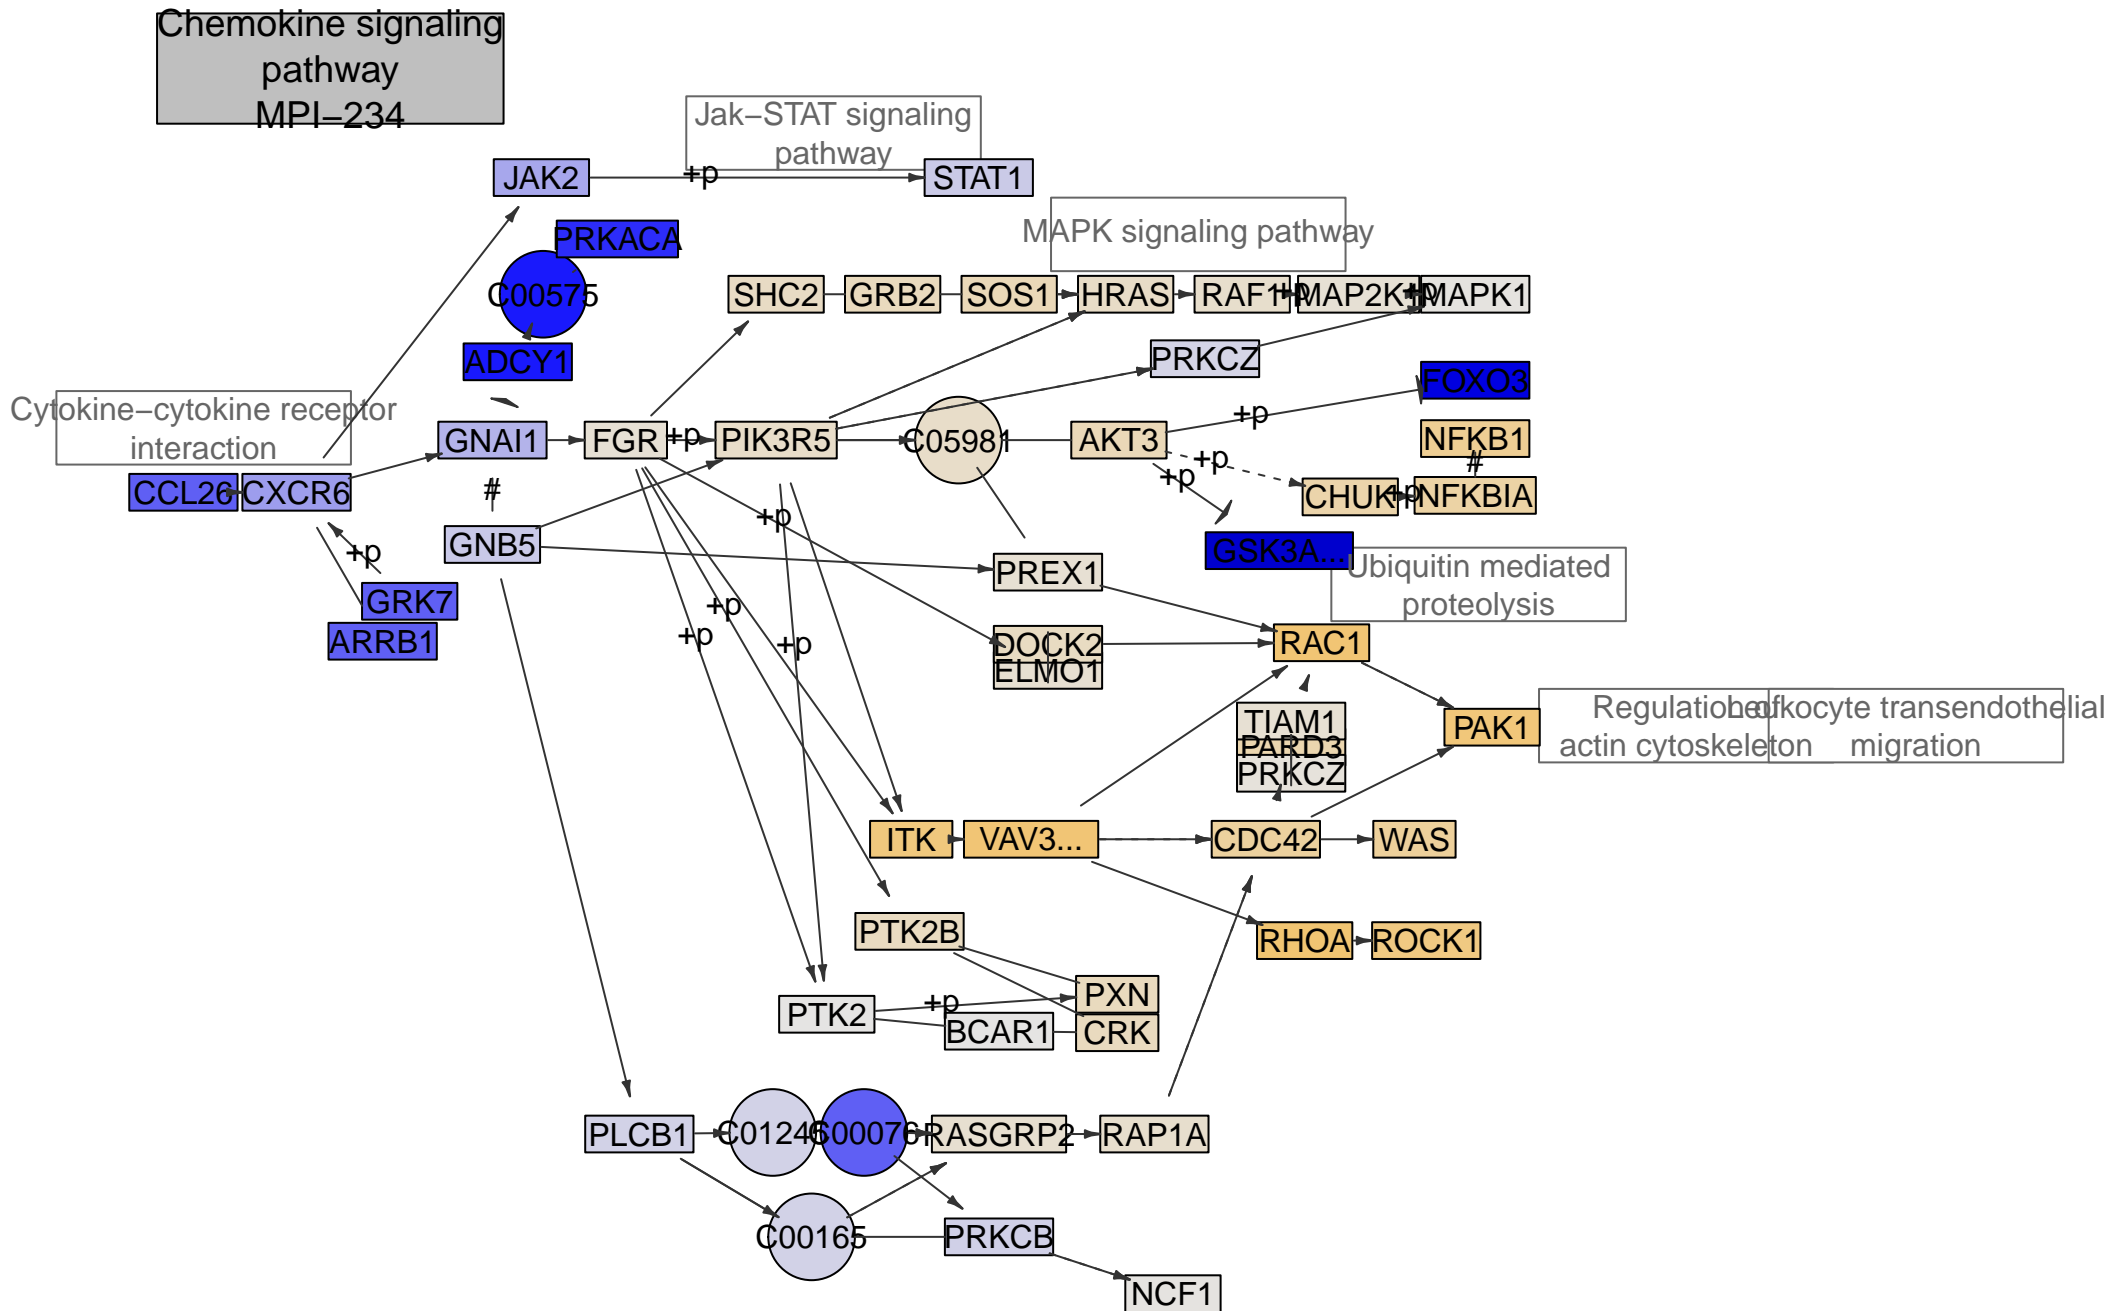 Chemokine signaling
pathway
MPI−234
Jak−STAT signaling
pathway
JAK2
+p
STAT1
PRKACA
MAPK signaling pathway
C00575
SHC2
GRB2
SOS1
HRAS
RAF1
+p
MAP2K1
+p
MAPK1
ADCY1
PRKCZ
FOXO3
Cytokine−cytokine receptor
interaction
+p
GNAI1
FGR
+p
PIK3R5
C05981
AKT3
NFKB1
+p
#
+p
CCL26
CXCR6
#
CHUK
+p
NFKBIA
+p
GNB5
+p
GSK3A...
PREX1
Ubiquitin mediated
proteolysis
GRK7
+p
ARRB1
+p
+p
DOCK2
ELMO1
RAC1
TIAM1
PARD3
PRKCZ
PAK1
Regulation of
actin cytoskeleton
Leukocyte transendothelial
migration
ITK
VAV3...
CDC42
WAS
PTK2B
RHOA
ROCK1
PTK2
+p
PXN
BCAR1
CRK
PLCB1
C01245
C00076
RASGRP2
RAP1A
C00165
PRKCB
NCF1